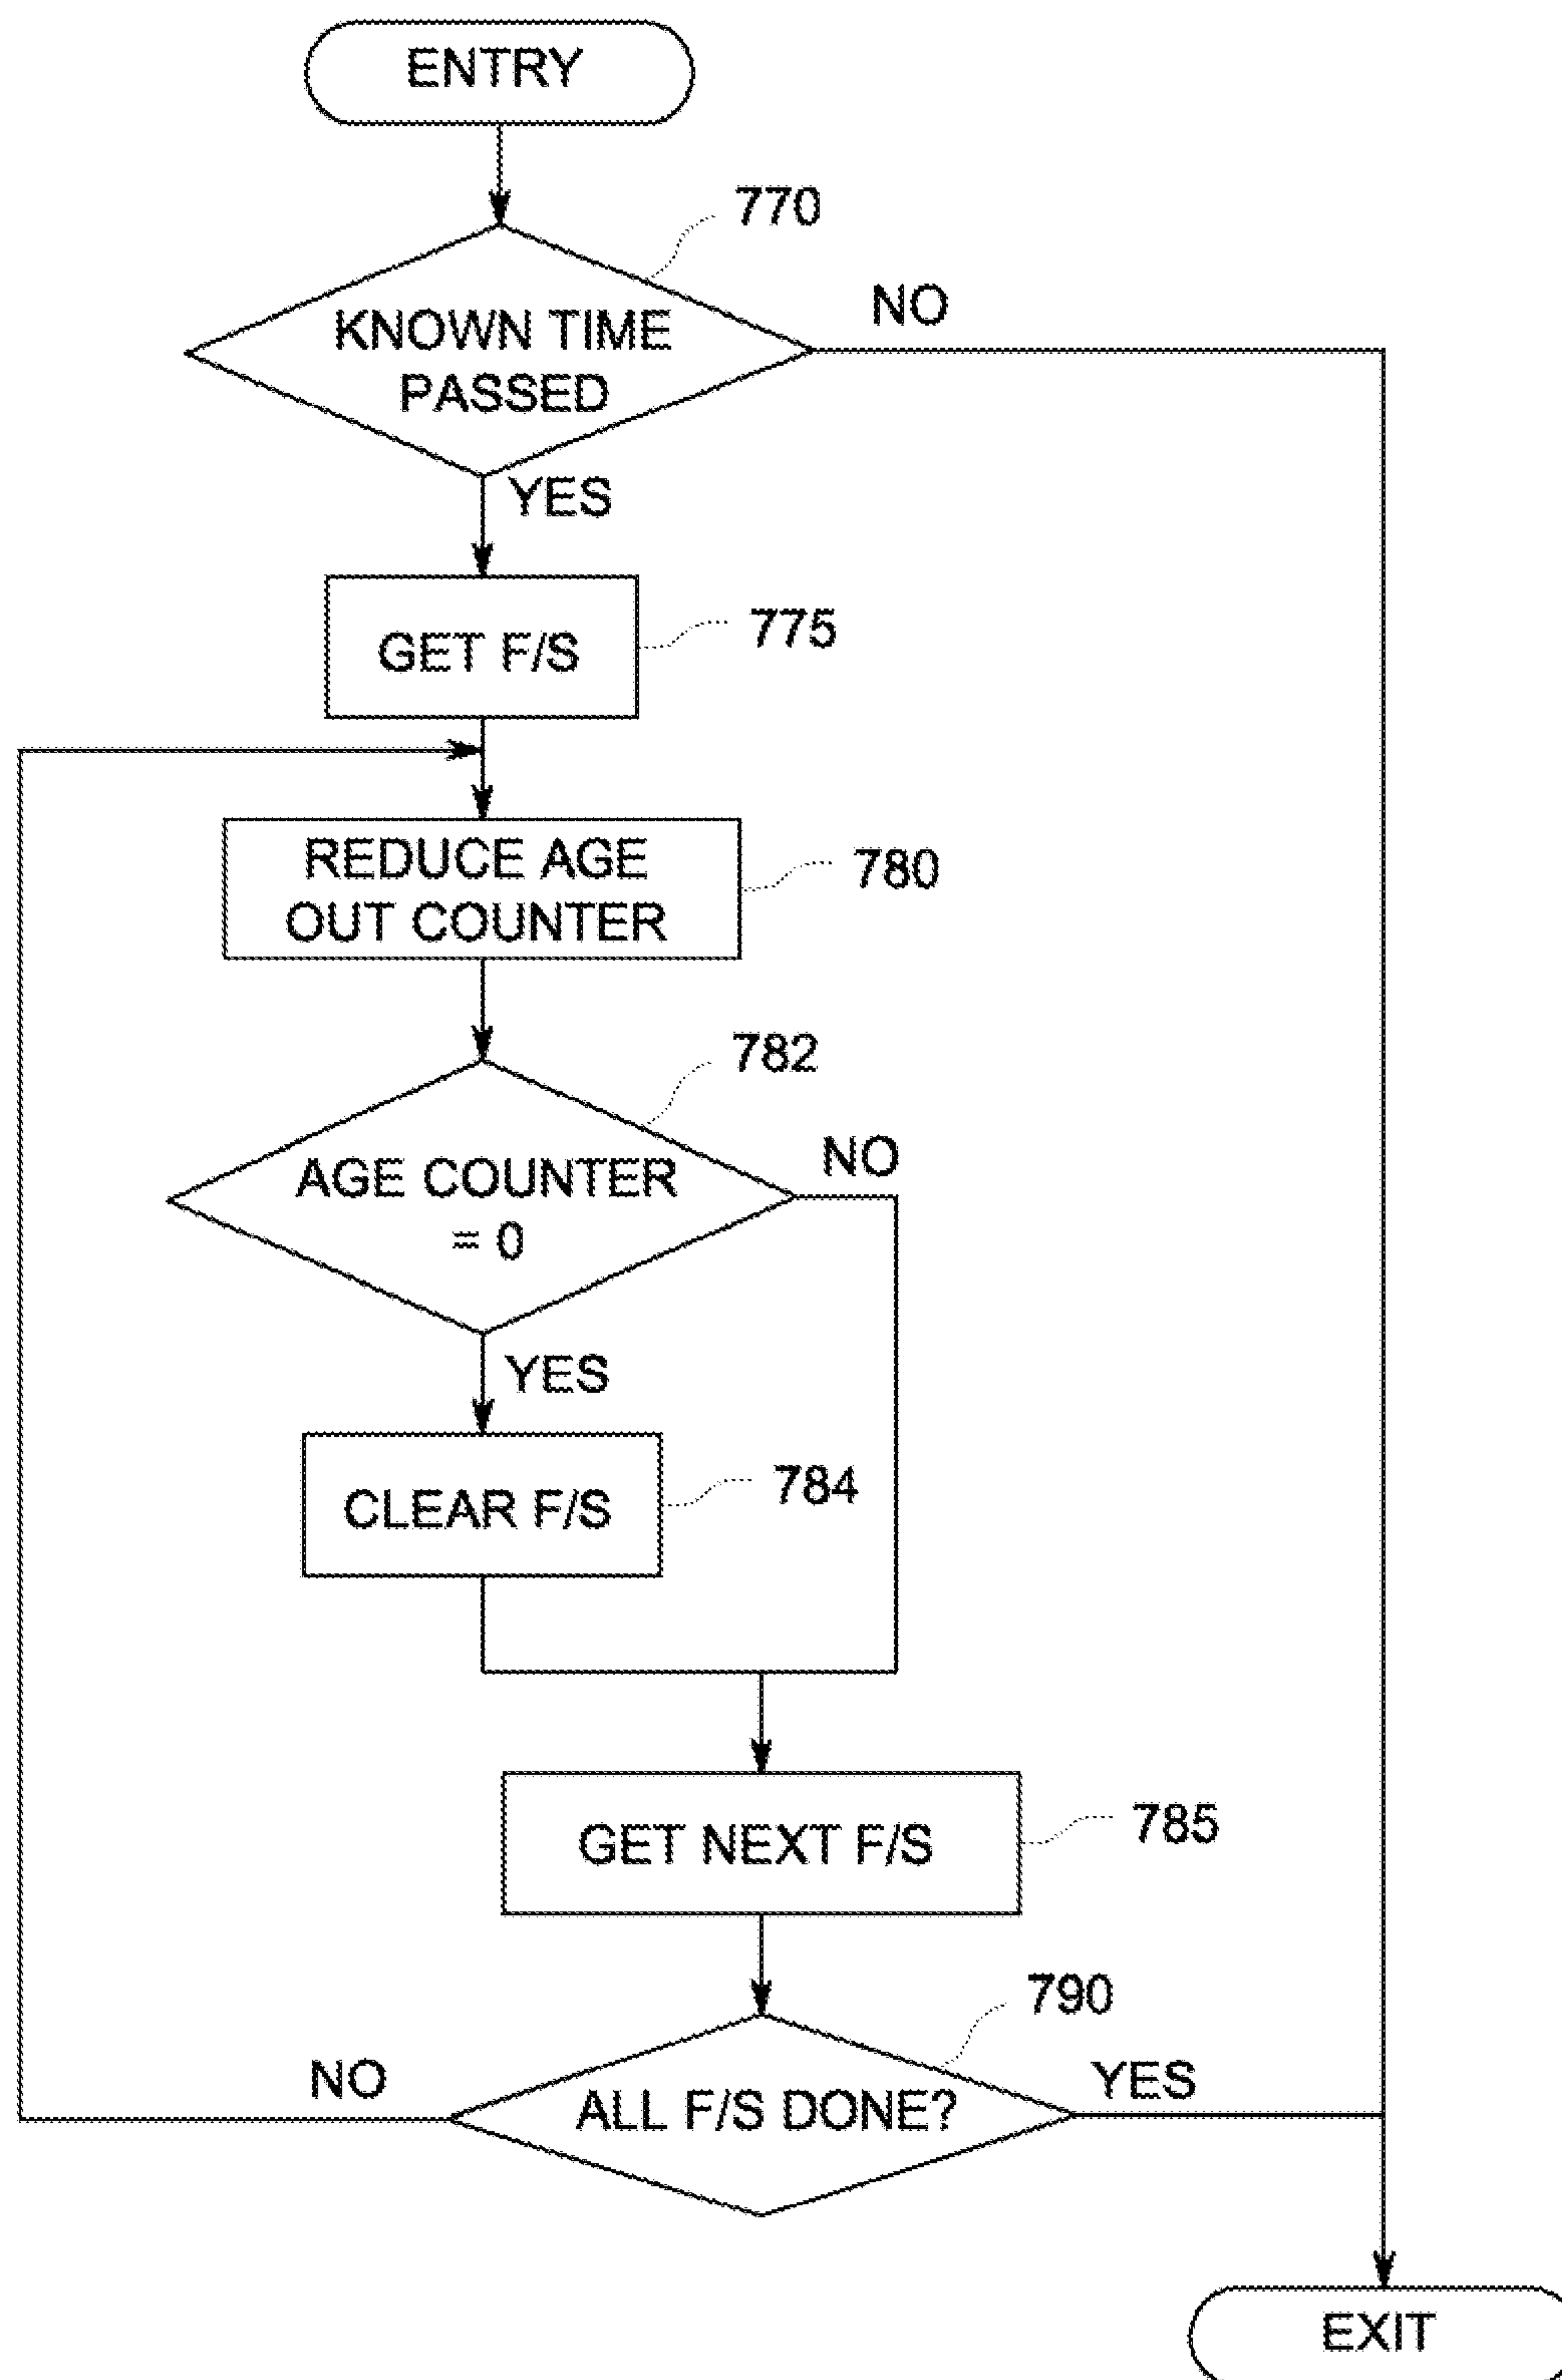 ENTRY
770
KNOWN TIME
PASSED
NO
YES
GET F/S
775
REDUCE AGE
OUT COUNTER
780
782
AGE COUNTER
= 0
NO
YES
CLEAR F/S
784
GET NEXT F/S
785
790
ALL F/S DONE?
NO
YES
EXIT